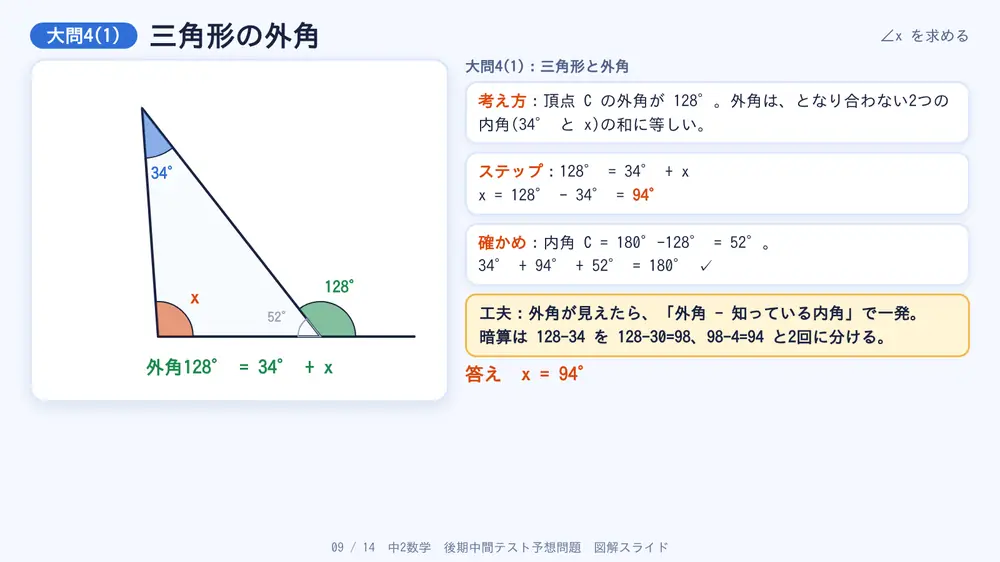 大問4(1) 三角形の外角
∠x を求める
34°
x
52°
128°
外角128° = 34° + x
大問4(1)：三角形と外角
考え方：頂点 C の外角が 128°。外角は、となり合わない2つの
内角(34° と x)の和に等しい。
ステップ：128° = 34° + x
x = 128° − 34° = 94°
確かめ：内角 C = 180°-128° = 52°。
34° + 94° + 52° = 180° ✓
工夫：外角が見えたら、「外角 − 知っている内角」で一発。
暗算は 128-34 を 128-30=98、98-4=94 と2回に分ける。
答え x = 94°
09 / 14 中2数学 後期中間テスト予想問題 図解スライド